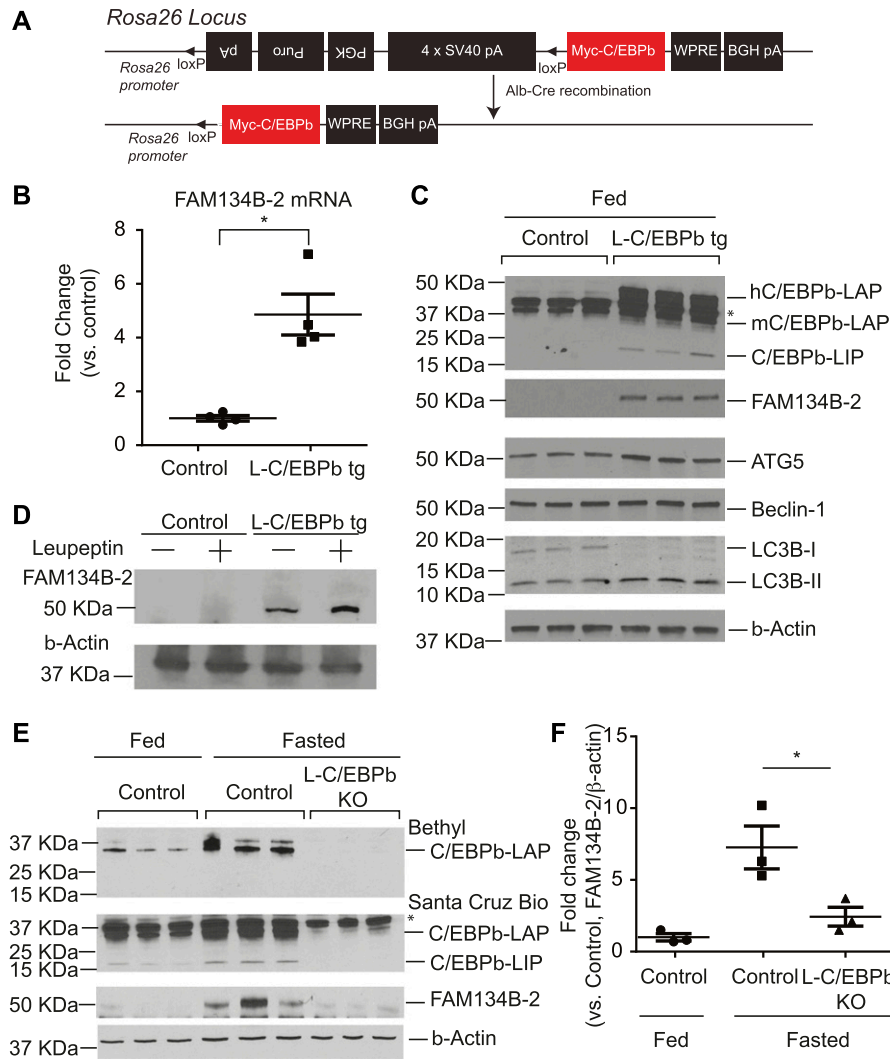 A
Rosa26 Locus
loxP
pA
Puro
PGK
4 x SV40 pA
loxP
Myc-C/EBPb
WPRE
BGH pA
Rosa26
promoter
Alb-Cre recombination
loxP
Myc-C/EBPb
WPRE
BGH pA
Rosa26
promoter
B
FAM134B-2 mRNA
*
Fold Change
(vs. control)
8
6
4
2
0
Control
L-C/EBPb tg
C
Fed
Control
L-C/EBPb tg
50 KDa
37 KDa
25 KDa
15 KDa
hC/EBPb-LAP
*
mC/EBPb-LAP
C/EBPb-LIP
50 KDa
FAM134B-2
50 KDa
ATG5
50 KDa
Beclin-1
20 KDa
15 KDa
10 KDa
LC3B-I
LC3B-II
37 KDa
b-Actin
D
Control
L-C/EBPb tg
Leupeptin
— + — +
FAM134B-2
50 KDa
b-Actin
37 KDa
E
Fed
Fasted
Control
Control
L-C/EBPb
KO
Bethyl
37 KDa
25 KDa
15 KDa
C/EBPb-LAP
Santa Cruz Bio
*
37 KDa
25 KDa
15 KDa
C/EBPb-LAP
C/EBPb-LIP
50 KDa
FAM134B-2
37 KDa
b-Actin
F
Fold change
(vs. Control, FAM134B-2/β-actin)
15
10
5
0
*
Control
Control
L-C/EBPb
KO
Fed
Fasted